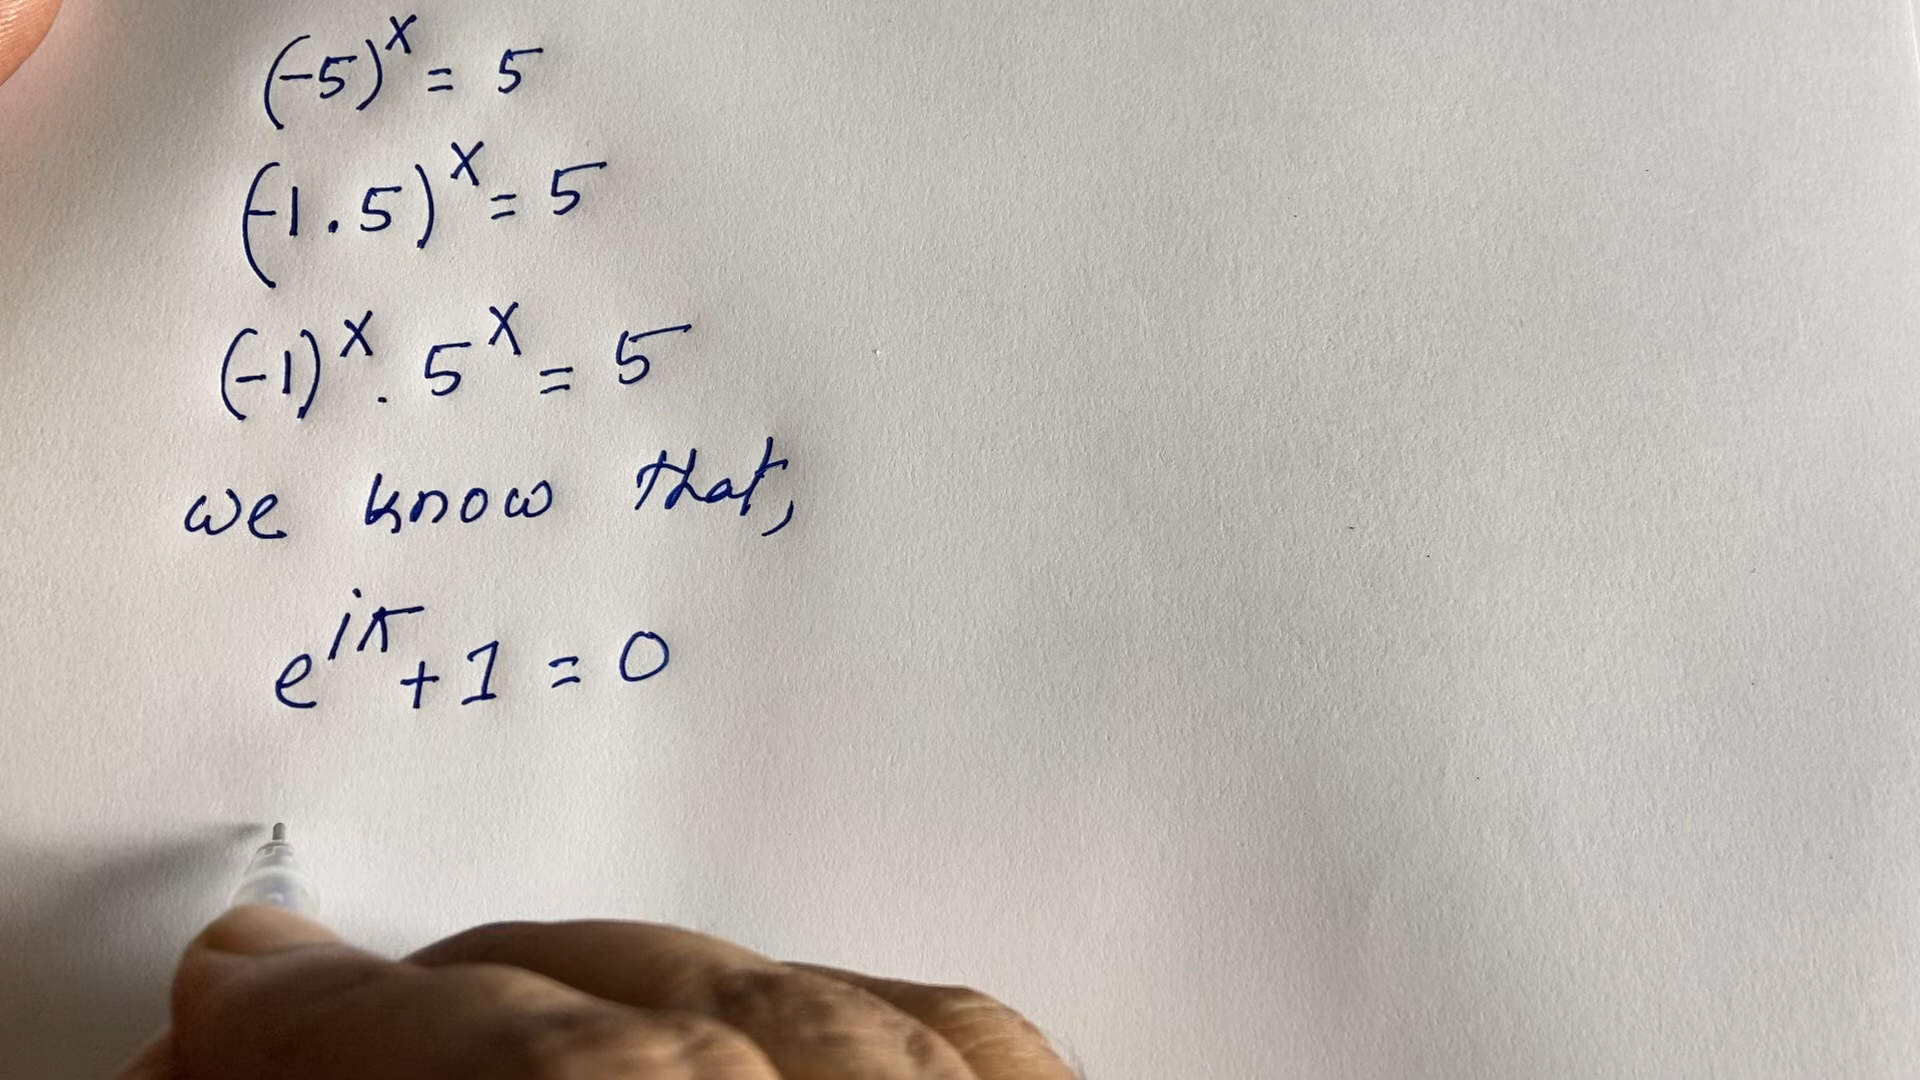 (-5)^x = 5
(-1.5)^x = 5
(-1)^x . 5^x = 5
we know that,
e^iπ + 1 = 0